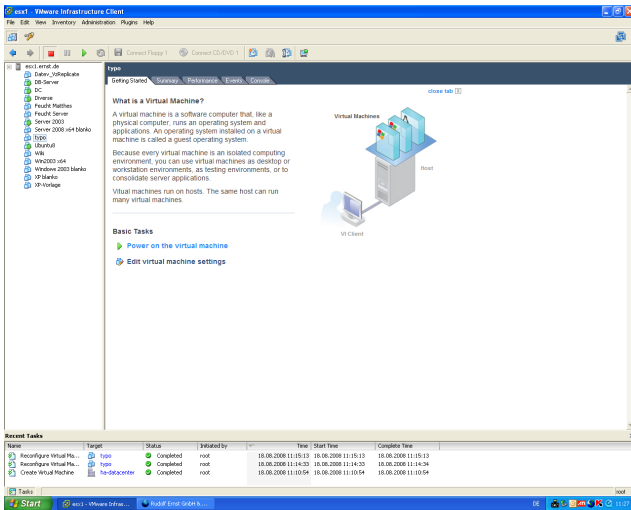 esx1 - VMware Infrastructure Client
File Edit View Inventory Administration Plugins Help
Connect Floppy 1 Connect CD/DVD 1
esx1.ernst.de
Datev_VzReplicate
DB-Server
DC
Diverse
Feucht Matthes
Feucht Server
Server 2003
Server 2008 x64 blanko
typo
Ubuntu8
Wiki
Win2003 x64
Windows 2003 blanko
XP blanko
XP-Vorlage
typo
Getting Started Summary Performance Events Console
close tab
What is a Virtual Machine?
A virtual machine is a software computer that, like a
physical computer, runs an operating system and
applications. An operating system installed on a virtual
machine is called a guest operating system.
Because every virtual machine is an isolated computing
environment, you can use virtual machines as desktop or
workstation environments, as testing environments, or to
consolidate server applications.
Vitual machines run on hosts. The same host can run
many virtual machines.
Virtual Machines
Host
VI Client
Basic Tasks
Power on the virtual machine
Edit virtual machine settings
Recent Tasks
Name Target Status Initiated by Time Start Time Complete Time
Reconfigure Virtual Ma... typo Completed root 18.08.2008 11:15:13 18.08.2008 11:15:13 18.08.2008 11:15:13
Reconfigure Virtual Ma... typo Completed root 18.08.2008 11:14:33 18.08.2008 11:14:33 18.08.2008 11:14:34
Create Virtual Machine ha-datacenter Completed root 18.08.2008 11:10:54 18.08.2008 11:10:54 18.08.2008 11:10:54
Tasks root
Start esx1 - VMware Infras... Rudolf Ernst GmbH &... DE 11:27